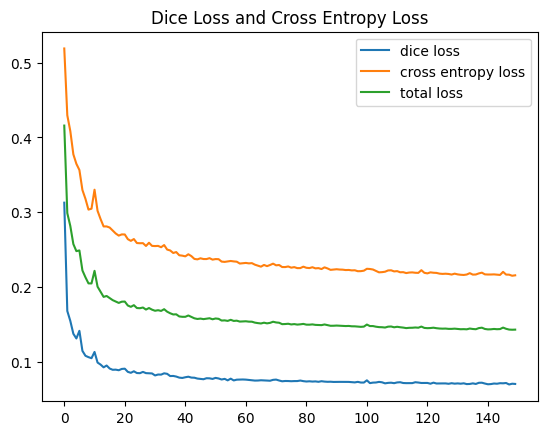 Dice Loss and Cross Entropy Loss
dice loss
cross entropy loss
total loss
0.5
0.4
0.3
0.2
0.1
0 20 40 60 80 100 120 140